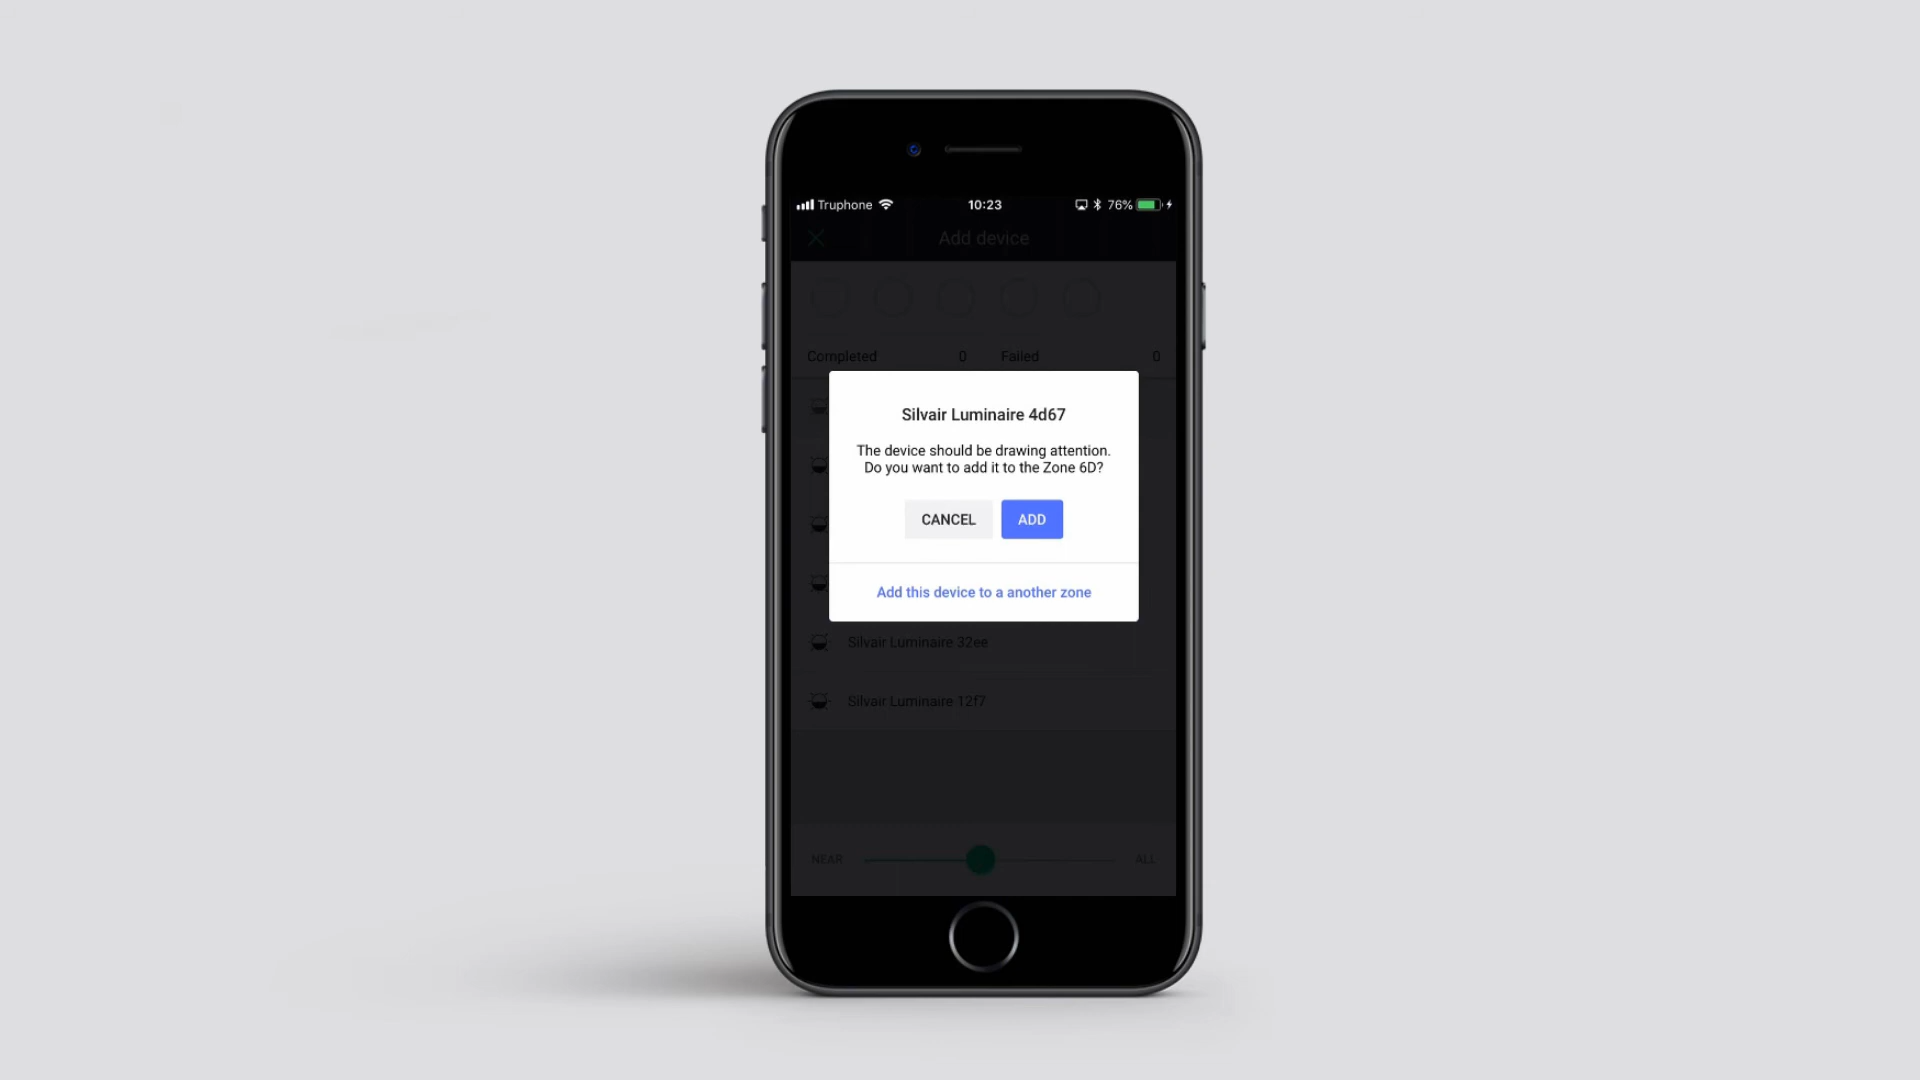 Truphone 10:23 76%
Add device
Completed 0 Failed 0
Silvair Luminaire 4d67
The device should be drawing attention.
Do you want to add it to the Zone 6D?
CANCEL ADD
Add this device to a another zone
Silvair Luminaire 32ee
Silvair Luminaire 12f7
NEAR ALL